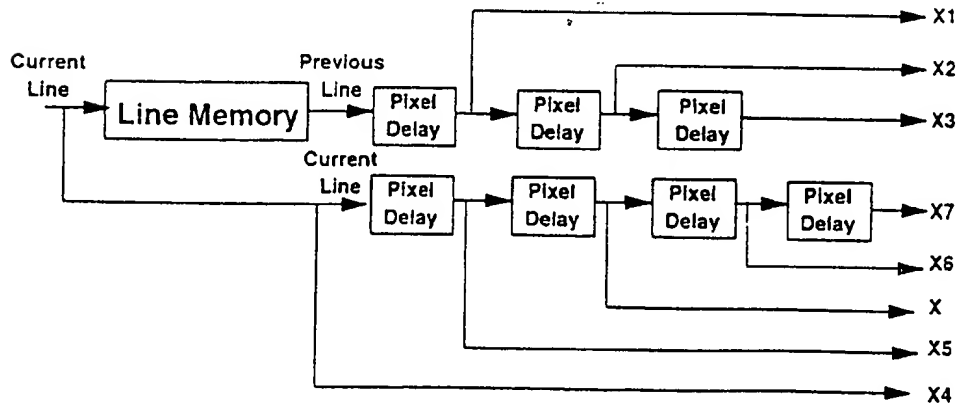 X1
Current
Line
Previous
Line
X2
Line Memory
Pixel
Delay
Pixel
Delay
Pixel
Delay
X3
Current
Line
Pixel
Delay
Pixel
Delay
Pixel
Delay
Pixel
Delay
X7
X6
X
X5
X4